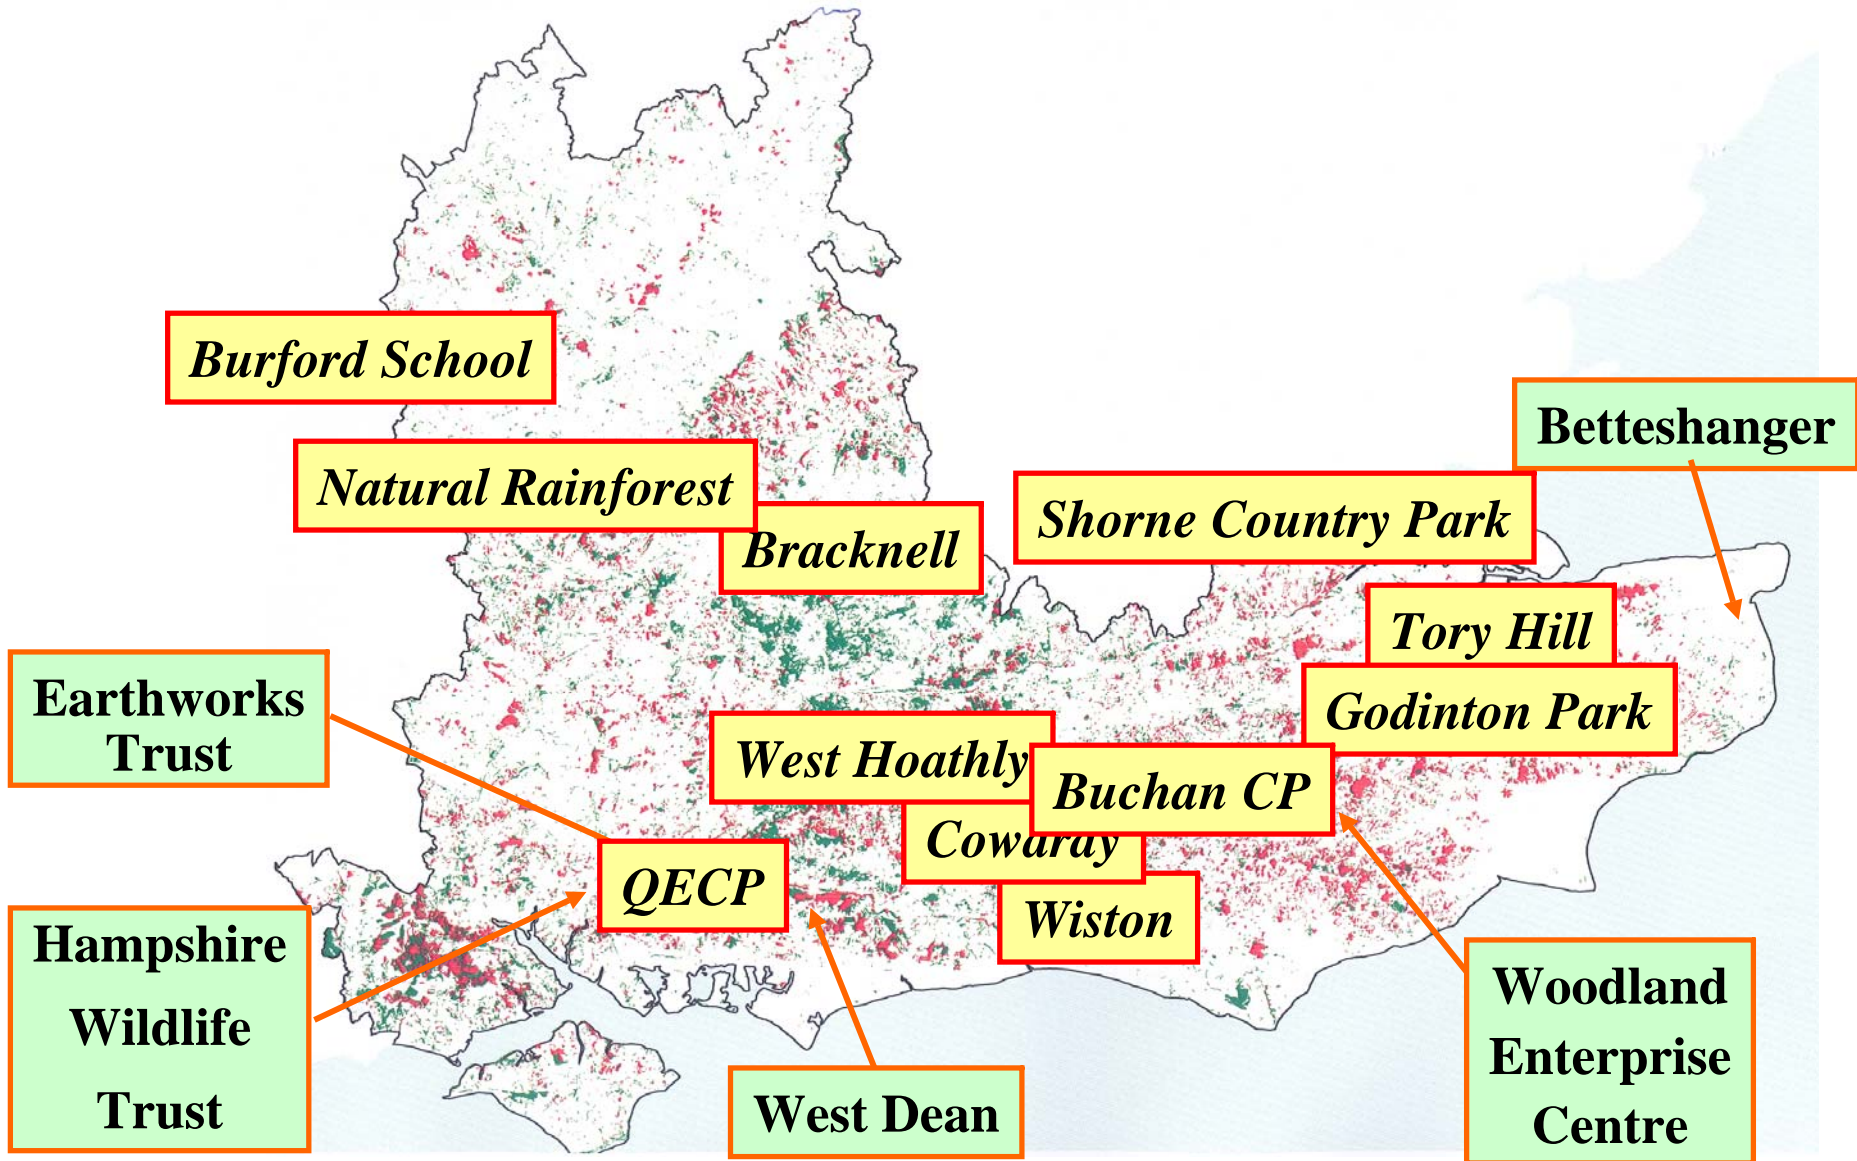 Burford School
Betteshanger
Natural Rainforest
Shorne Country Park
Bracknell
Tory Hill
Earthworks
Trust
Godinton Park
West Hoathly
Buchan CP
Cowdray
QECP
Wiston
Hampshire
Wildlife
Trust
West Dean
Woodland
Enterprise
Centre